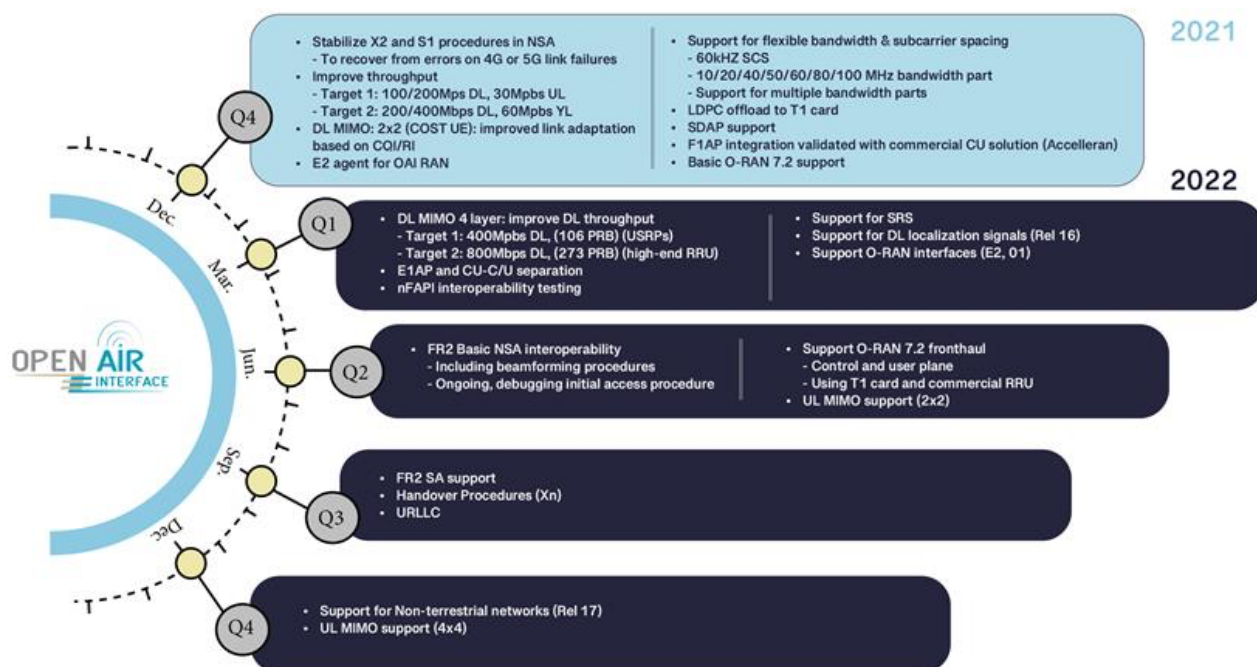 2021
• Stabilize X2 and S1 procedures in NSA
- To recover from errors on 4G or 5G link failures
• Improve throughput
- Target 1: 100/200Mps DL, 30Mpbs UL
- Target 2: 200/400Mbps DL, 60Mpbs YL
• DL MIMO: 2x2 (COST UE): improved link adaptation
based on CQI/RI
• E2 agent for OAI RAN
• Support for flexible bandwidth & subcarrier spacing
- 60kHZ SCS
- 10/20/40/50/60/80/100 MHz bandwidth part
- Support for multiple bandwidth parts
• LDPC offload to T1 card
• SDAP support
• F1AP integration validated with commercial CU solution (Accelleran)
• Basic O-RAN 7.2 support
Q4
Dec.
2022
Q1
Mar.
• DL MIMO 4 layer: improve DL throughput
- Target 1: 400Mpbs DL, (106 PRB) (USRPs)
- Target 2: 800Mbps DL, (273 PRB) (high-end RRU)
• E1AP and CU-C/U separation
• nFAPI interoperability testing
• Support for SRS
• Support for DL localization signals (Rel 16)
• Support O-RAN interfaces (E2, 01)
OPEN AIR
INTERFACE
Jun.
Q2
• FR2 Basic NSA interoperability
- Including beamforming procedures
- Ongoing, debugging initial access procedure
• Support O-RAN 7.2 fronthaul
- Control and user plane
- Using T1 card and commercial RRU
• UL MIMO support (2x2)
Sep.
Q3
• FR2 SA support
• Handover Procedures (Xn)
• URLLC
Dec.
Q4
• Support for Non-terrestrial networks (Rel 17)
• UL MIMO support (4x4)